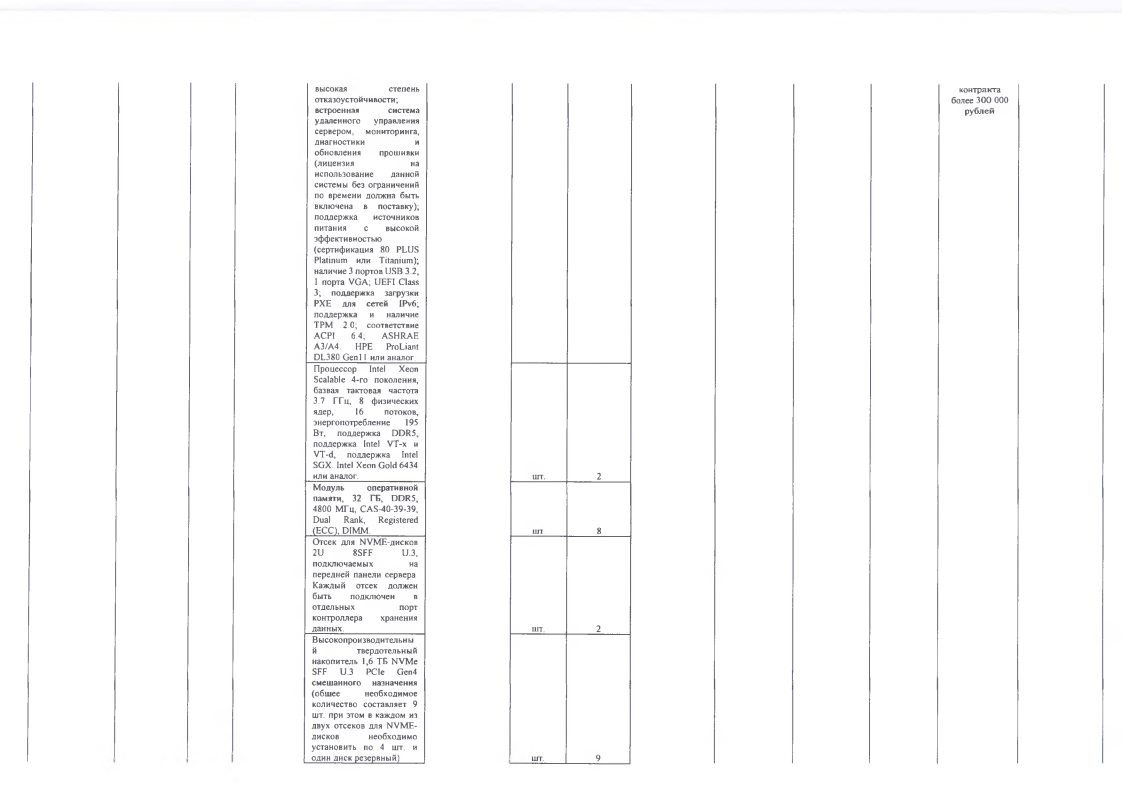 высокая степень
отказоустойчивости;
встроенная система
удаленного управления
сервером, мониторинга,
диагностики и
обновления прошивки
(лицензия на
использование данной
системы без ограничений
по времени должна быть
включена в поставку);
поддержка источников
питания с высокой
эффективностью
(сертификация 80 PLUS
Platinum или Titanium);
наличие 3 портов USB 3.2,
1 порта VGA; UEFI Class
3; поддержка загрузки
PXE для сетей IPv6;
поддержка и наличие
TPM 2.0; соответствие
ACPI 6.4, ASHRAE
A3/A4. HPE ProLiant
DL380 Gen11 или аналог
контракта
более 300 000
рублей
Процессор Intel Xeon
Scalable 4-го поколения,
базвая тактовая частота
3.7 ГГц, 8 физических
ядер, 16 потоков,
энергопотребление 195
Вт, поддержка DDR5,
поддержка Intel VT-x и
VT-d, поддержка Intel
SGX. Intel Xeon Gold 6434
или аналог.
шт. 2
Модуль оперативной
памяти, 32 ГБ, DDR5,
4800 МГц, CAS-40-39-39,
Dual Rank, Registered
(ECC), DIMM.
шт 8
Отсек для NVME-дисков
2U 8SFF U.3,
подключаемых на
передней панели сервера
Каждый отсек должен
быть подключен в
отдельных порт
контроллера хранения
данных.
шт. 2
Высокопроизводительны
й твердотельный
накопитель 1,6 ТБ NVMe
SFF U.3 PCIe Gen4
смешанного назначения
(общее необходимое
количество составляет 9
шт. при этом в каждом из
двух отсеков для NVME-
дисков необходимо
установить по 4 шт. и
один диск резервный)
шт. 9